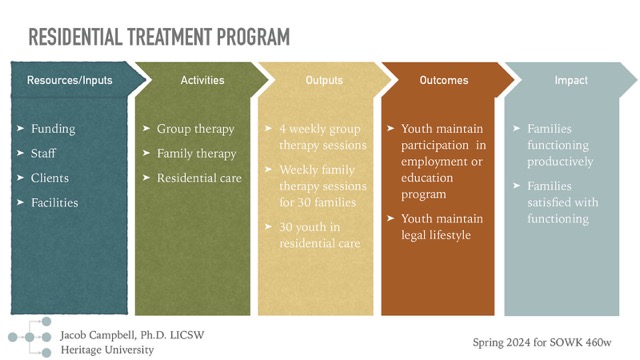 RESIDENTIAL TREATMENT PROGRAM
Resources/Inputs
➤ Funding
➤ Staff
➤ Clients
➤ Facilities
Activities
➤ Group therapy
➤ Family therapy
➤ Residential care
Outputs
➤ 4 weekly group
therapy sessions
➤ Weekly family
therapy sessions
for 30 families
➤ 30 youth in
residential care
Outcomes
➤ Youth maintain
participation in
employment or
education
program
➤ Youth maintain
legal lifestyle
Impact
➤ Families
functioning
productively
➤ Families
satisfied with
functioning
Jacob Campbell, Ph.D. LICSW
Heritage University
Spring 2024 for SOWK 460w